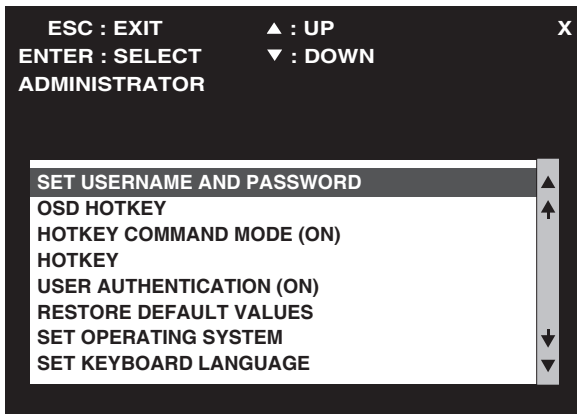 ESC : EXIT ▲ : UP X
ENTER : SELECT ▼ : DOWN
ADMINISTRATOR
SET USERNAME AND PASSWORD
OSD HOTKEY
HOTKEY COMMAND MODE (ON)
HOTKEY
USER AUTHENTICATION (ON)
RESTORE DEFAULT VALUES
SET OPERATING SYSTEM
SET KEYBOARD LANGUAGE